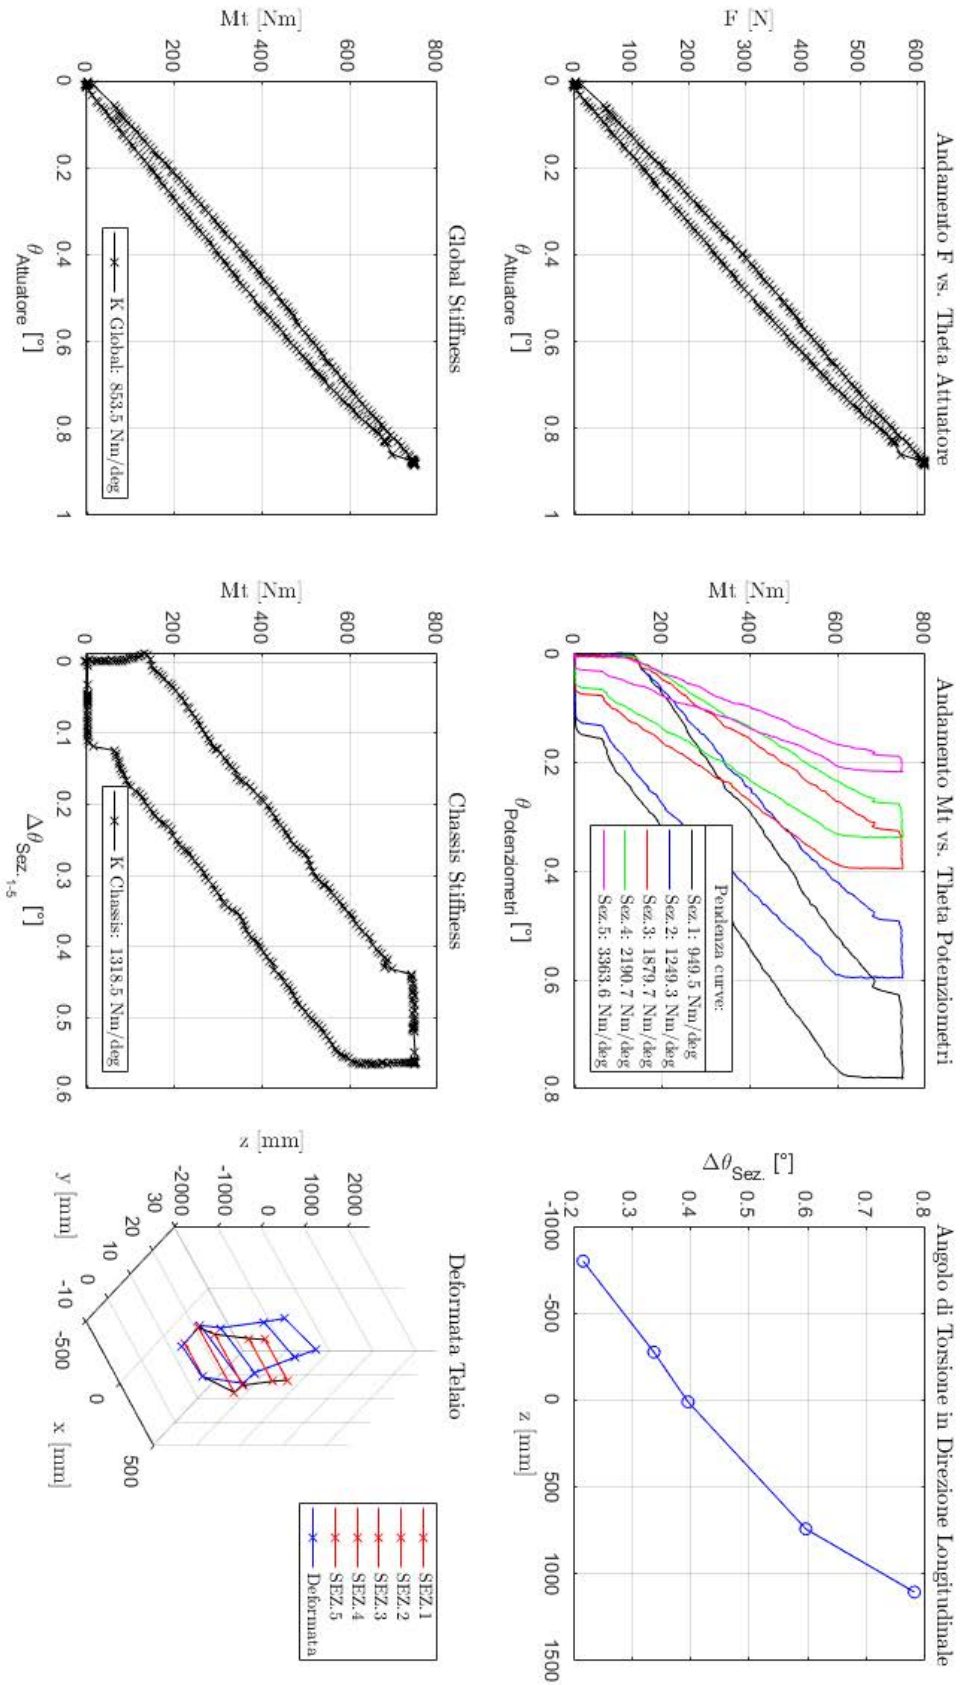 Andamento F vs. Theta Attuatore
F [N]
600
500
400
300
200
100
0
0
0.2
0.4
0.6
0.8
1
θAttuatore [°]
Andamento Mt vs. Theta Potenziometri
Mt [Nm]
800
600
400
200
0
0
0.2
0.4
0.6
0.8
θPotenziometri [°]
Pendenza curve:
Sez.1: 949.5 Nm/deg
Sez.2: 1249.3 Nm/deg
Sez.3: 1879.7 Nm/deg
Sez.4: 2190.7 Nm/deg
Sez.5: 3363.6 Nm/deg
Angolo di Torsione in Direzione Longitudinale
ΔθSez. [°]
0.8
0.7
0.6
0.5
0.4
0.3
0.2
-1000
-500
0
500
1000
1500
z [mm]
Global Stiffness
Mt [Nm]
800
600
400
200
0
0
0.2
0.4
0.6
0.8
1
θAttuatore [°]
K Global: 853.5 Nm/deg
Chassis Stiffness
Mt [Nm]
800
600
400
200
0
0
0.1
0.2
0.3
0.4
0.5
0.6
ΔθSez.1-5 [°]
K Chassis: 1318.5 Nm/deg
Deformata Telaio
z [mm]
2000
1000
0
-1000
-2000
30
20
10
0
-10
y [mm]
-500
0
500
x [mm]
SEZ.1
SEZ.2
SEZ.3
SEZ.4
SEZ.5
Deformata